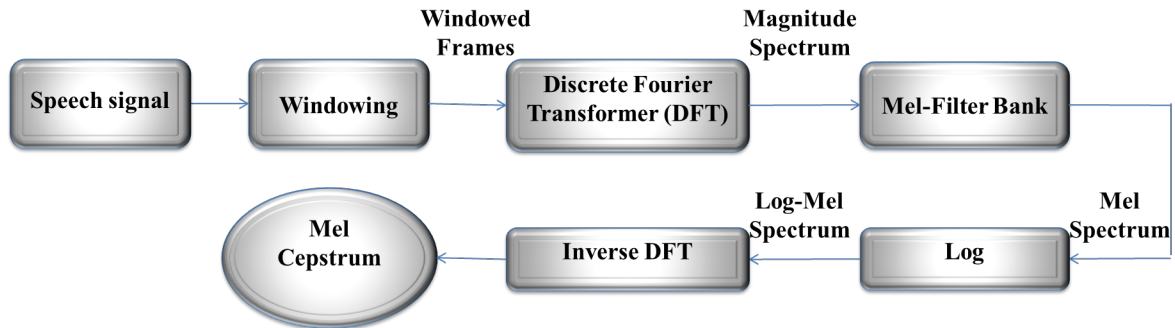 Windowed
Frames
Magnitude
Spectrum
Speech signal
Windowing
Discrete Fourier
Transformer (DFT)
Mel-Filter Bank
Mel
Spectrum
Log-Mel
Spectrum
Log
Inverse DFT
Mel
Cepstrum